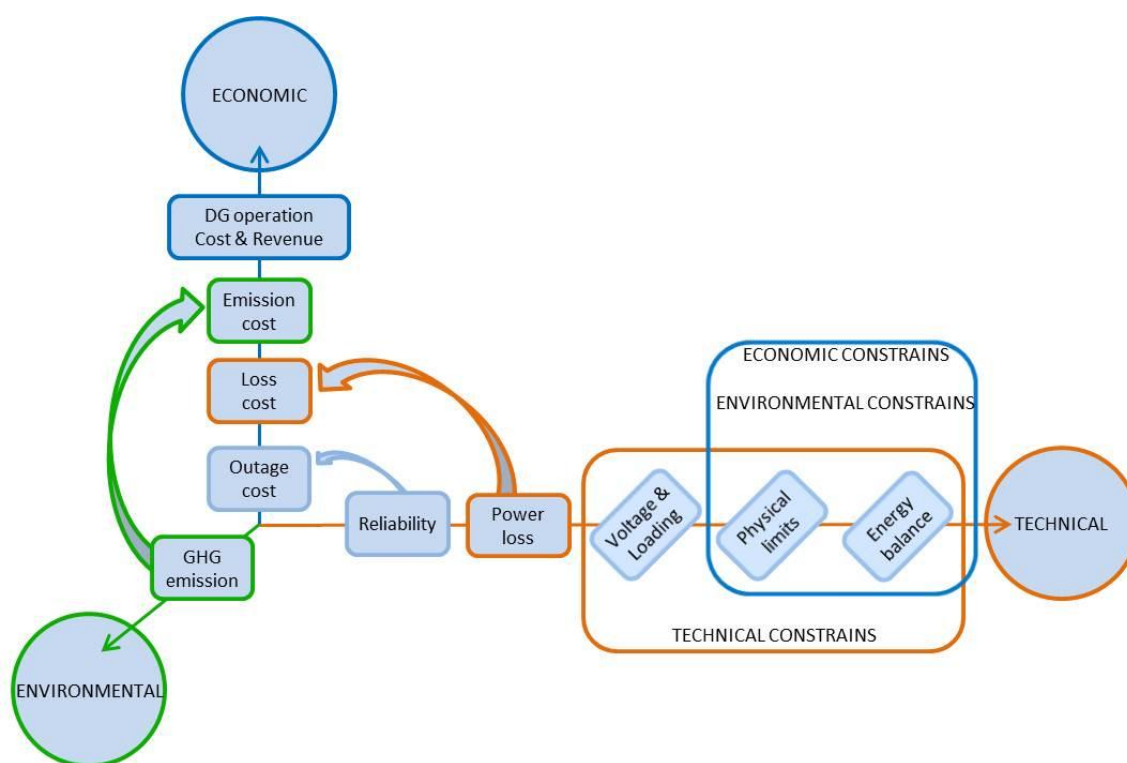 ECONOMIC
DG operation
Cost & Revenue
Emission
cost
Loss
cost
Outage
cost
Reliability
Power
loss
GHG
emission
ENVIRONMENTAL
ECONOMIC CONSTRAINS
ENVIRONMENTAL CONSTRAINS
Voltage &
Loading
Physical
limits
Energy
balance
TECHNICAL CONSTRAINS
TECHNICAL